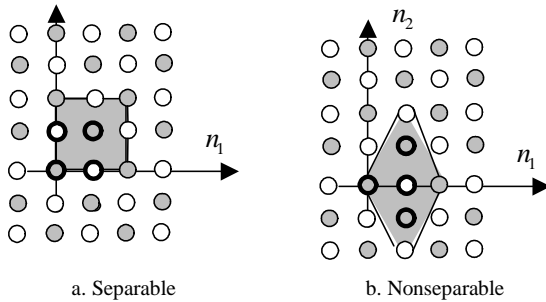 n₂
n₁
n₁
a. Separable
b. Nonseparable